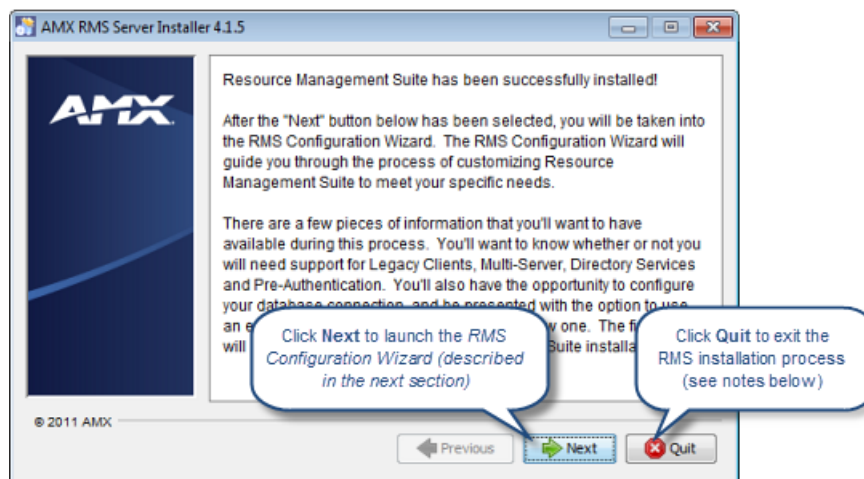 AMX RMS Server Installer 4.1.5
AMX
Resource Management Suite has been successfully installed!
After the "Next" button below has been selected, you will be taken into
the RMS Configuration Wizard. The RMS Configuration Wizard will
guide you through the process of customizing Resource
Management Suite to meet your specific needs.
There are a few pieces of information that you'll want to have
available during this process. You'll want to know whether or not you
will need support for Legacy Clients, Multi-Server, Directory Services
and Pre-Authentication. You'll also have the opportunity to configure
your database connection, and be presented with the option to use
an
one. The
will
Suite
Click Next to launch the RMS
Configuration Wizard (described
in the next section)
Click Quit to exit the
RMS installation process
(see notes below)
© 2011 AMX
Previous
Next
Quit